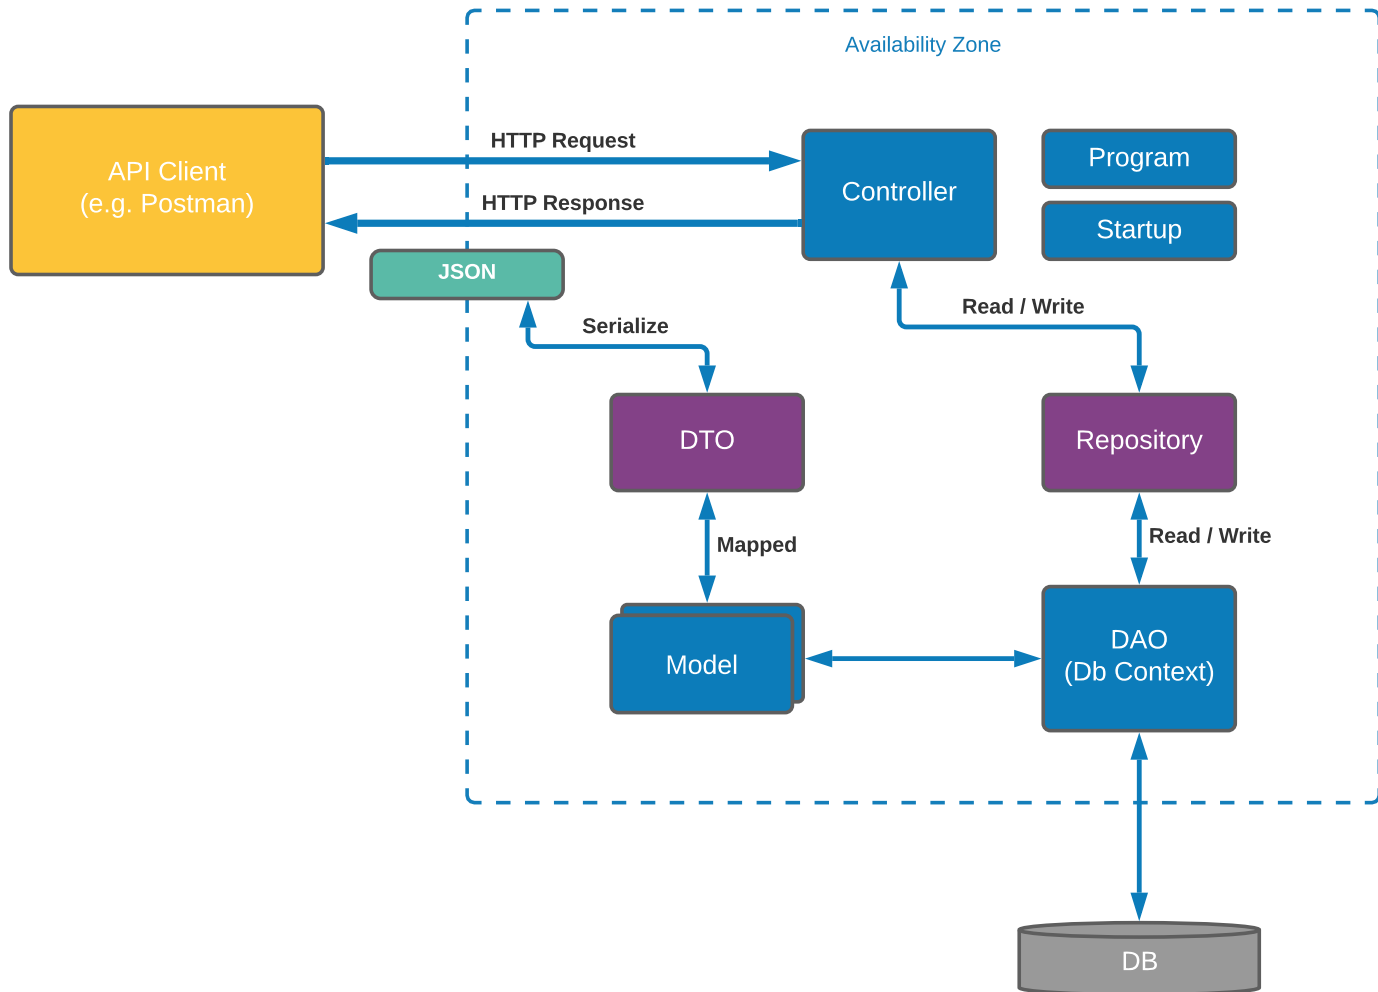 Availability Zone
API Client
(e.g. Postman)
HTTP Request
HTTP Response
Controller
Program
Startup
JSON
Serialize
Read / Write
DTO
Repository
Mapped
Read / Write
Model
DAO
(Db Context)
DB